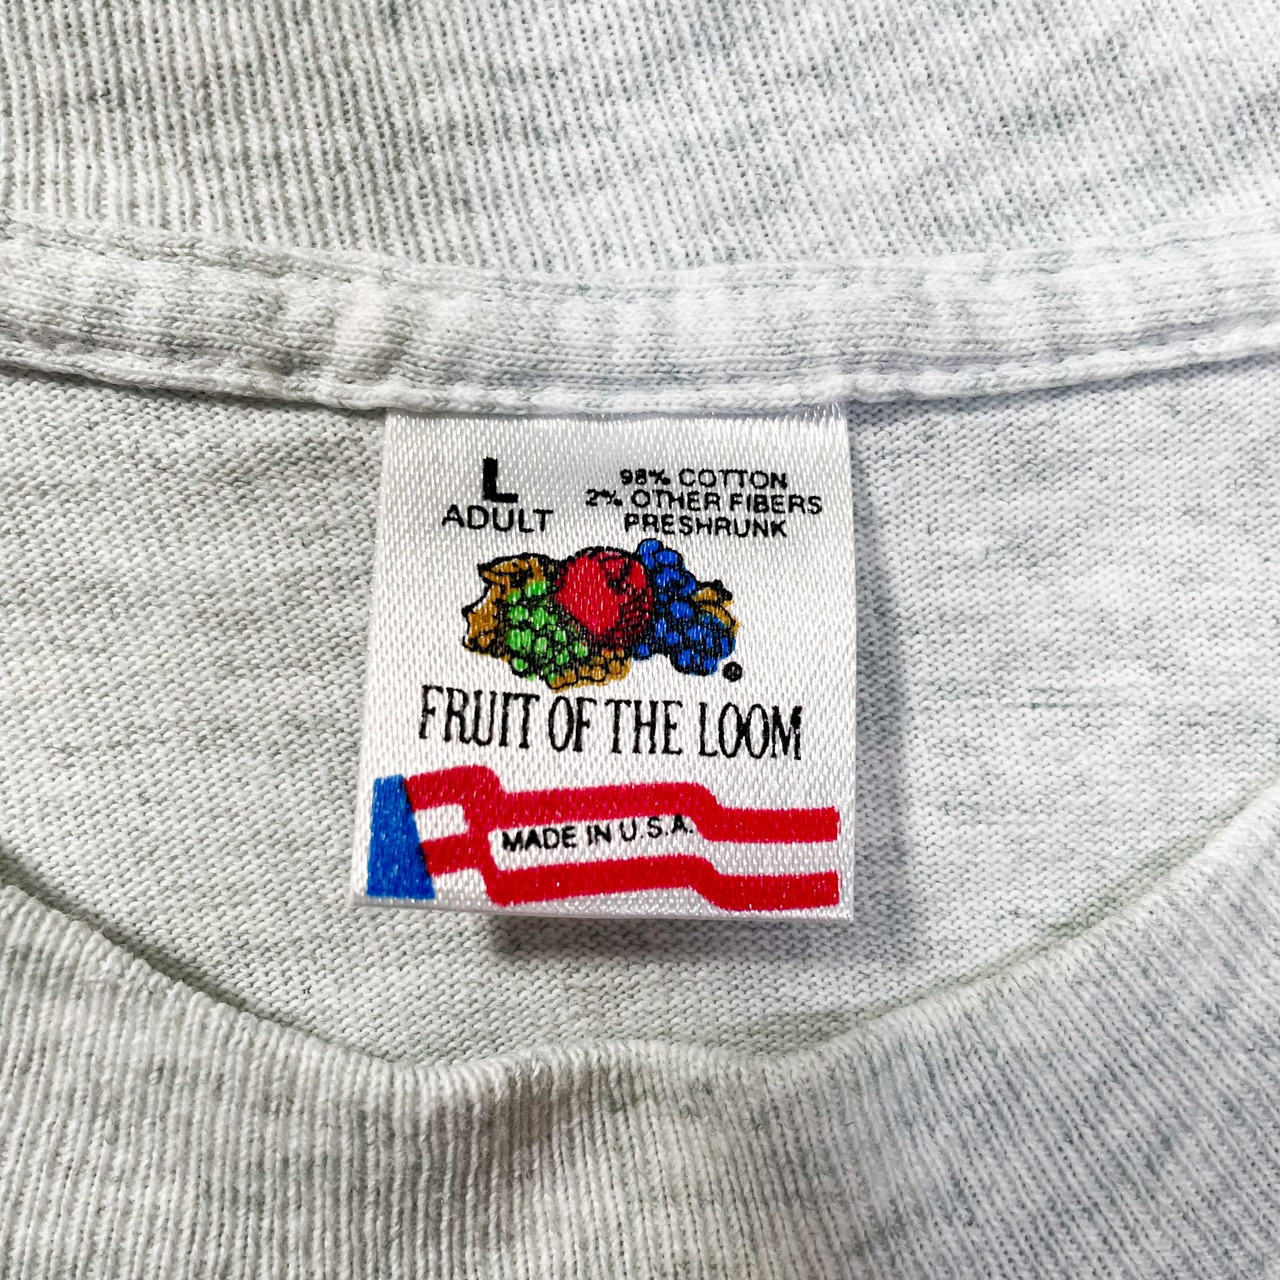 L
ADULT
98% COTTON
2% OTHER FIBERS
PRESHRUNK
®
FRUIT OF THE LOOM
MADE IN U.S.A.